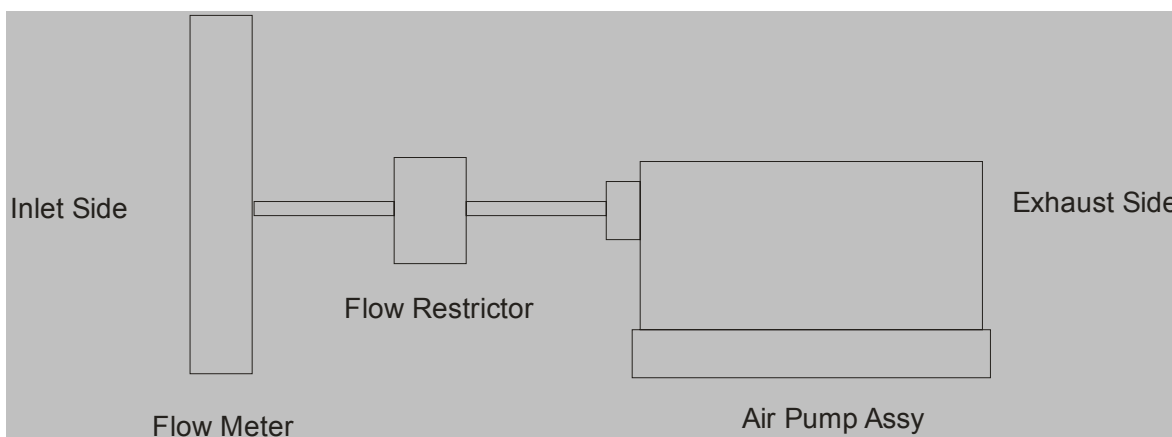 Inlet Side
Exhaust Side
Flow Restrictor
Air Pump Assy
Flow Meter